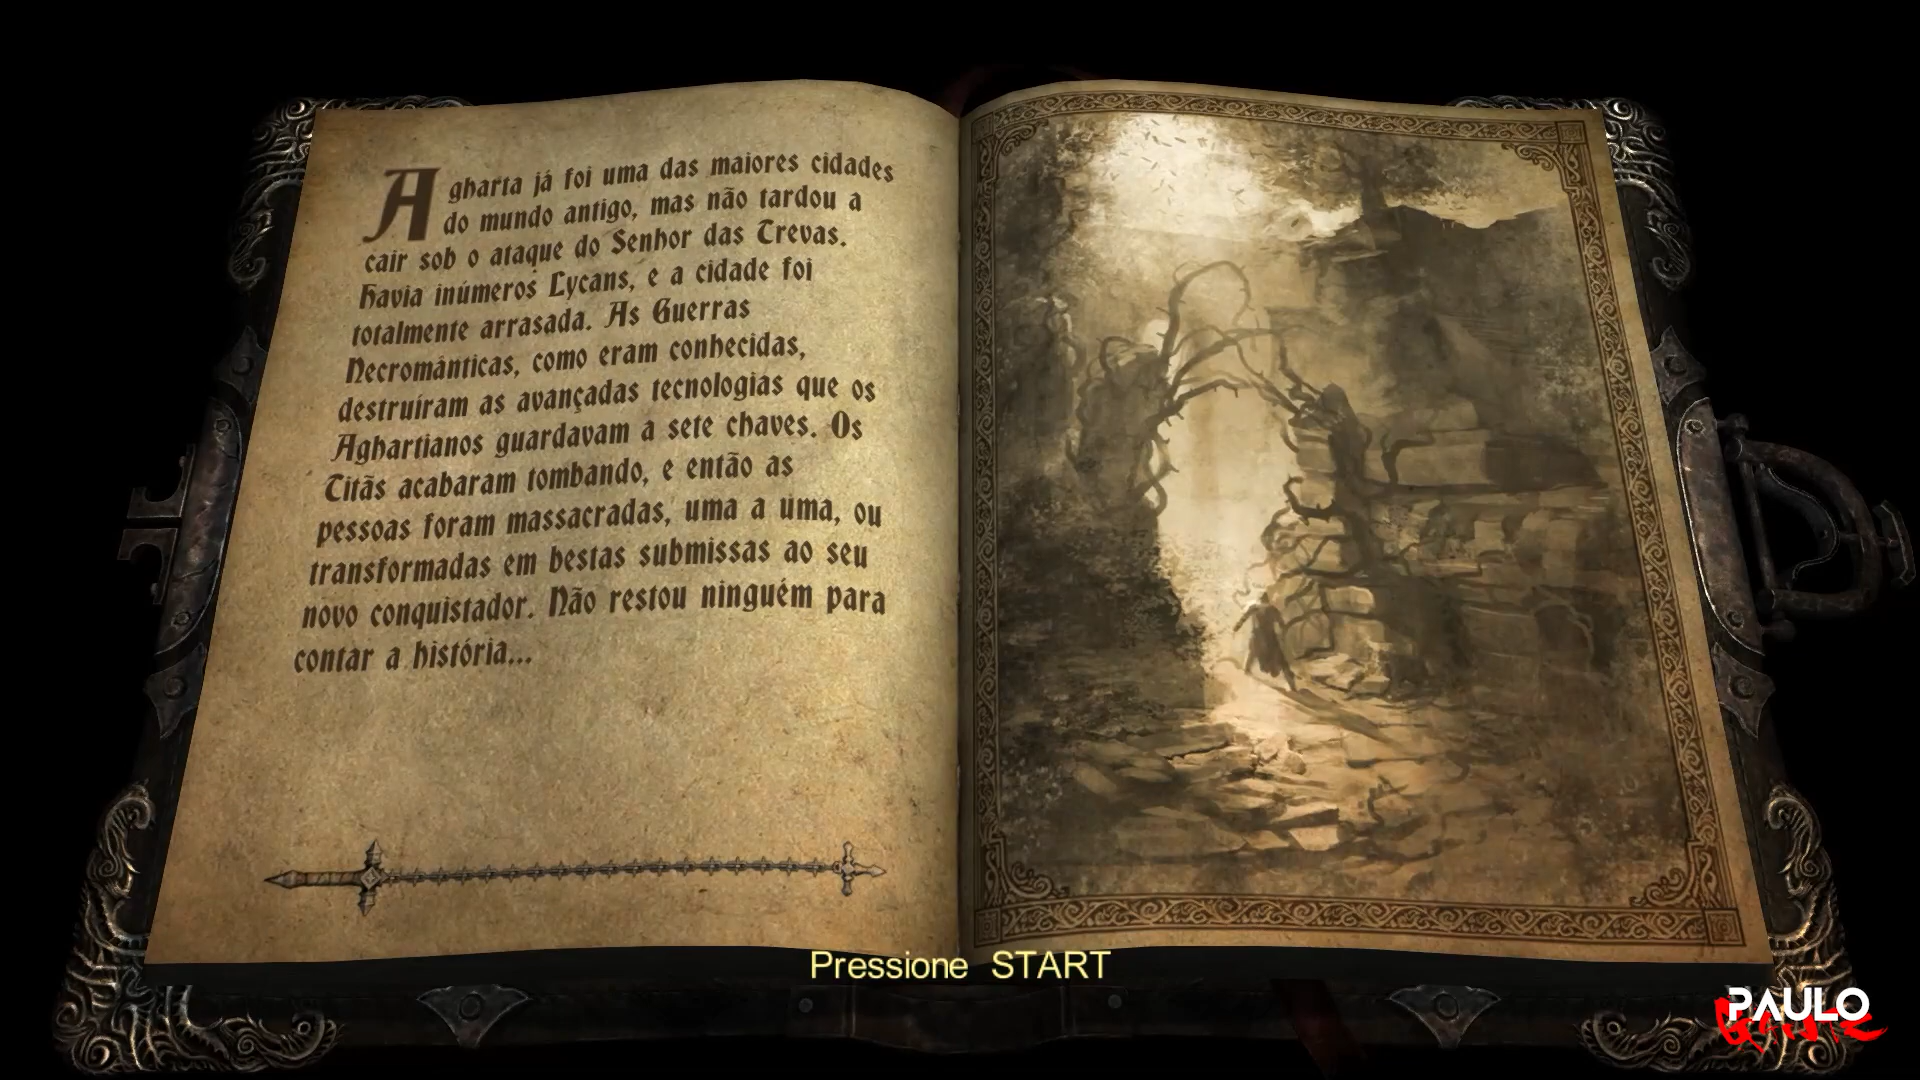 Agharta já foi uma das maiores cidades
do mundo antigo, mas não tardou a
cair sob o ataque do Senhor das Trevas.
Havia inúmeros Lycans, e a cidade foi
totalmente arrasada. As Guerras
Necromânticas, como eram conhecidas,
destruíram as avançadas tecnologias que os
Aghartianos guardavam a sete chaves. Os
Titãs acabaram tombando, e então as
pessoas foram massacradas, uma a uma, ou
transformadas em bestas submissas ao seu
novo conquistador. Não restou ninguém para
contar a história...
Pressione START
PAULO
GAME